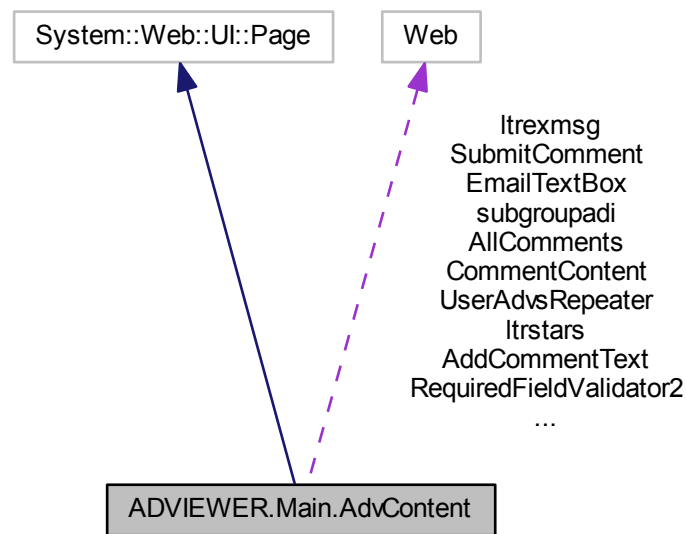 System::Web::UI::Page
Web
ltrexmsg
SubmitComment
EmailTextBox
subgroupadi
AllComments
CommentContent
UserAdvsRepeater
ltrstars
AddCommentText
RequiredFieldValidator2
...
ADVIEWER.Main.AdvContent